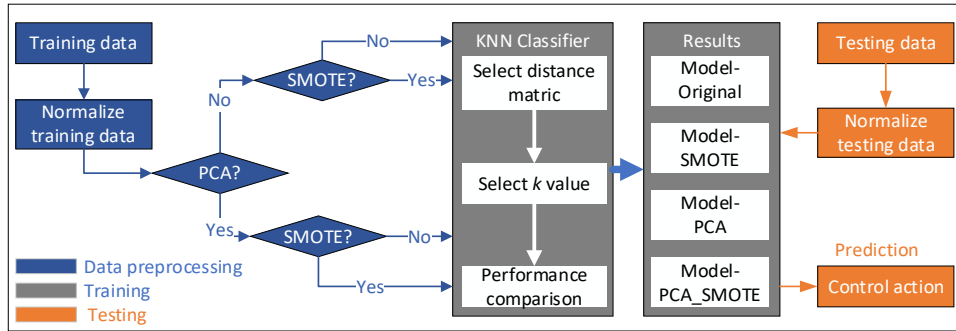 Training data
Normalize
training data
PCA?
No
Yes
SMOTE?
No
Yes
SMOTE?
No
Yes
KNN Classifier
Select distance
matric
Select k value
Performance
comparison
Results
Model-
Original
Model-
SMOTE
Model-
PCA
Model-
PCA_SMOTE
Testing data
Normalize
testing data
Prediction
Control action
Data preprocessing
Training
Testing